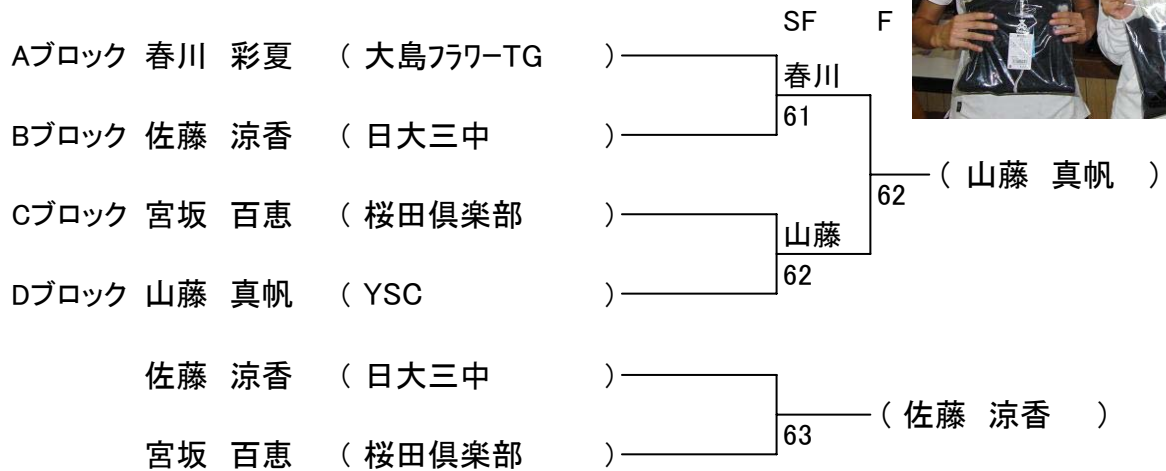 SF F
Aブロック 春川 彩夏 ( 大島フラワーTG )
春川
61
Bブロック 佐藤 涼香 ( 日大三中 )
( 山藤 真帆 )
62
Cブロック 宮坂 百恵 ( 桜田倶楽部 )
山藤
62
Dブロック 山藤 真帆 ( YSC )
佐藤 涼香 ( 日大三中 )
( 佐藤 涼香 )
63
宮坂 百恵 ( 桜田倶楽部 )